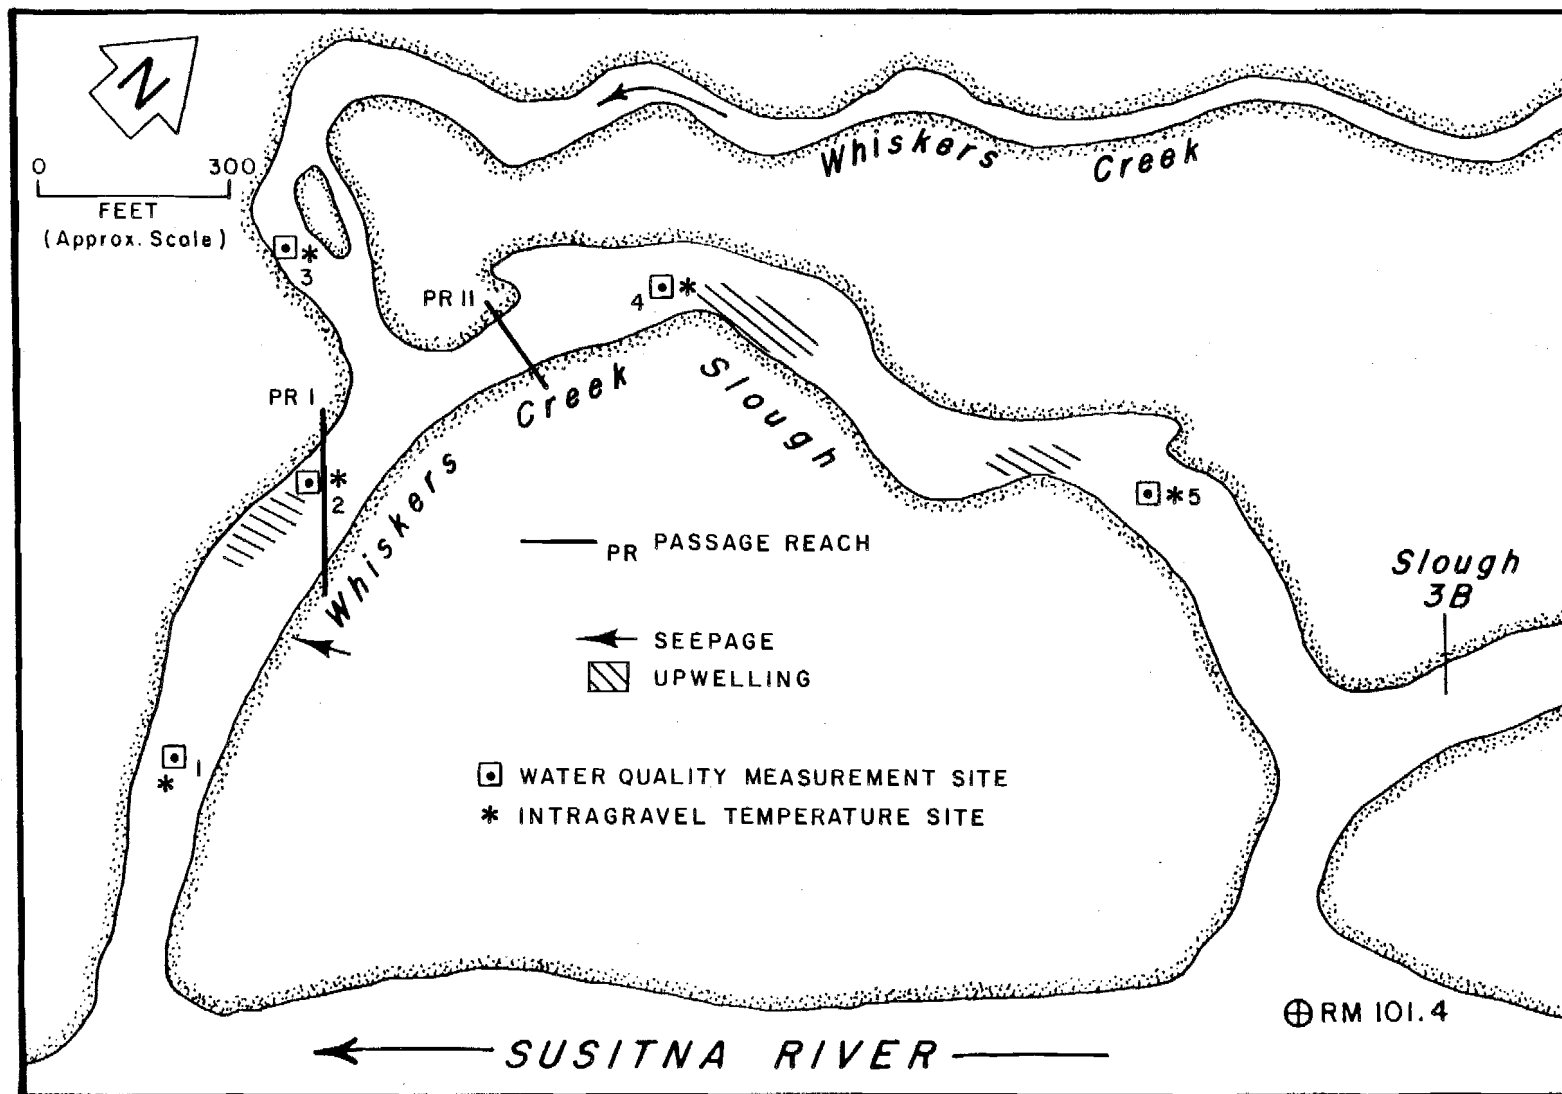 N
0 300
FEET
(Approx. Scale)
Whiskers Creek
3
PR II
4
PR I
Whiskers Creek Slough
2
5
PR PASSAGE REACH
Slough
3B
SEEPAGE
UPWELLING
1
WATER QUALITY MEASUREMENT SITE
* INTRAGRAVEL TEMPERATURE SITE
RM 101.4
SUSITNA RIVER